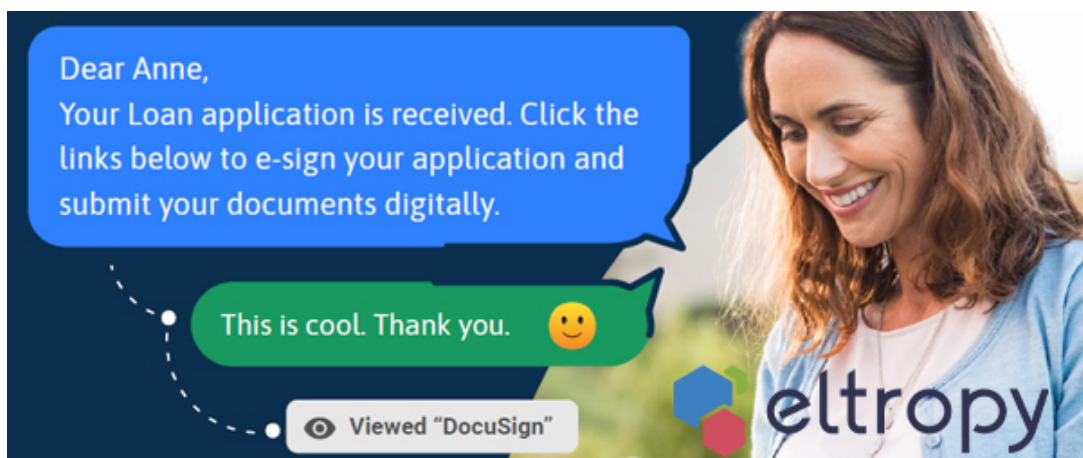 Dear Anne,
Your Loan application is received. Click the
links below to e-sign your application and
submit your documents digitally.
This is cool. Thank you. 🙂
Viewed “DocuSign”
eltropy